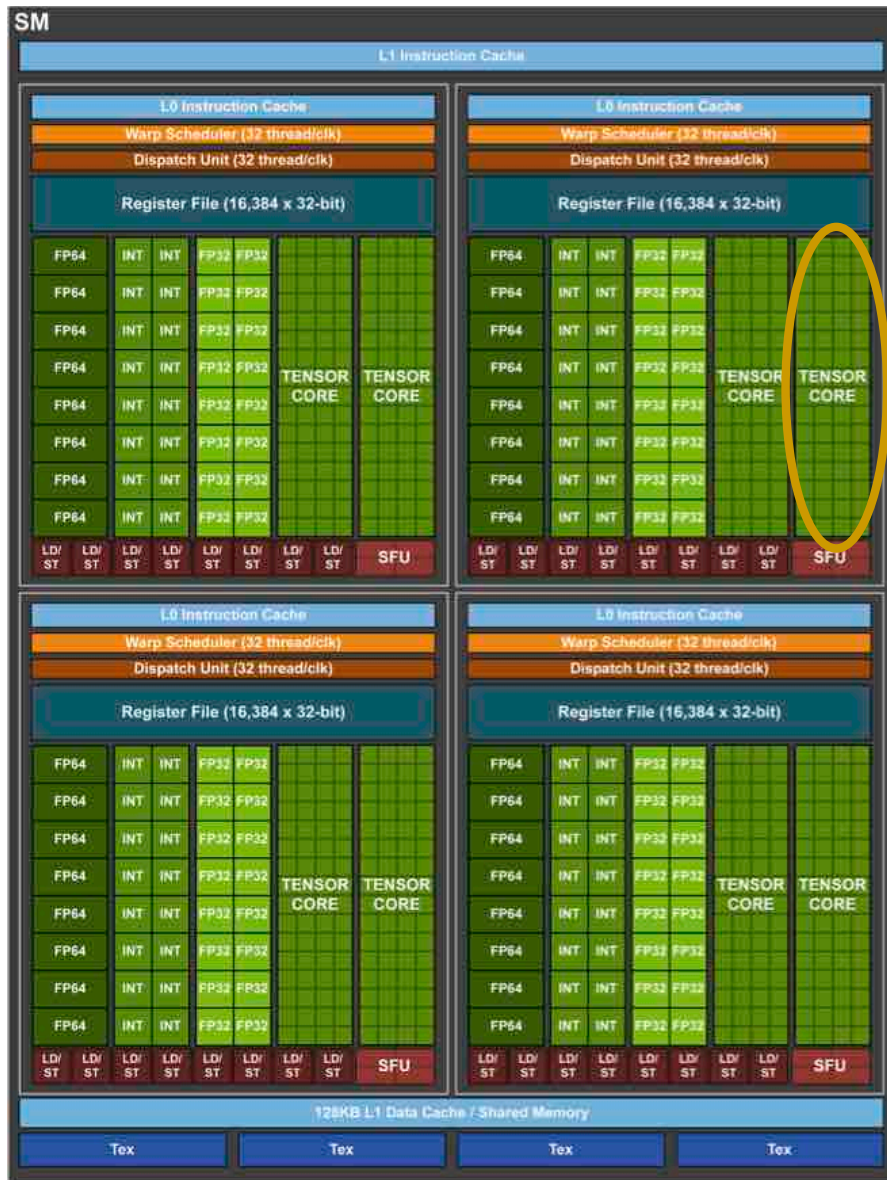 SM
L1 Instruction Cache
L0 Instruction Cache
Warp Scheduler (32 thread/clk)
Dispatch Unit (32 thread/clk)
Register File (16,384 x 32-bit)
FP64 INT INT FP32 FP32
FP64 INT INT FP32 FP32
FP64 INT INT FP32 FP32
FP64 INT INT FP32 FP32
TENSOR CORE TENSOR CORE
FP64 INT INT FP32 FP32
FP64 INT INT FP32 FP32
FP64 INT INT FP32 FP32
FP64 INT INT FP32 FP32
LD/ST LD/ST LD/ST LD/ST LD/ST LD/ST LD/ST LD/ST SFU
L0 Instruction Cache
Warp Scheduler (32 thread/clk)
Dispatch Unit (32 thread/clk)
Register File (16,384 x 32-bit)
FP64 INT INT FP32 FP32
FP64 INT INT FP32 FP32
FP64 INT INT FP32 FP32
FP64 INT INT FP32 FP32
TENSOR CORE TENSOR CORE
FP64 INT INT FP32 FP32
FP64 INT INT FP32 FP32
FP64 INT INT FP32 FP32
FP64 INT INT FP32 FP32
LD/ST LD/ST LD/ST LD/ST LD/ST LD/ST LD/ST LD/ST SFU
L0 Instruction Cache
Warp Scheduler (32 thread/clk)
Dispatch Unit (32 thread/clk)
Register File (16,384 x 32-bit)
FP64 INT INT FP32 FP32
FP64 INT INT FP32 FP32
FP64 INT INT FP32 FP32
FP64 INT INT FP32 FP32
TENSOR CORE TENSOR CORE
FP64 INT INT FP32 FP32
FP64 INT INT FP32 FP32
FP64 INT INT FP32 FP32
FP64 INT INT FP32 FP32
LD/ST LD/ST LD/ST LD/ST LD/ST LD/ST LD/ST LD/ST SFU
L0 Instruction Cache
Warp Scheduler (32 thread/clk)
Dispatch Unit (32 thread/clk)
Register File (16,384 x 32-bit)
FP64 INT INT FP32 FP32
FP64 INT INT FP32 FP32
FP64 INT INT FP32 FP32
FP64 INT INT FP32 FP32
TENSOR CORE TENSOR CORE
FP64 INT INT FP32 FP32
FP64 INT INT FP32 FP32
FP64 INT INT FP32 FP32
FP64 INT INT FP32 FP32
LD/ST LD/ST LD/ST LD/ST LD/ST LD/ST LD/ST LD/ST SFU
128KB L1 Data Cache / Shared Memory
Tex Tex Tex Tex